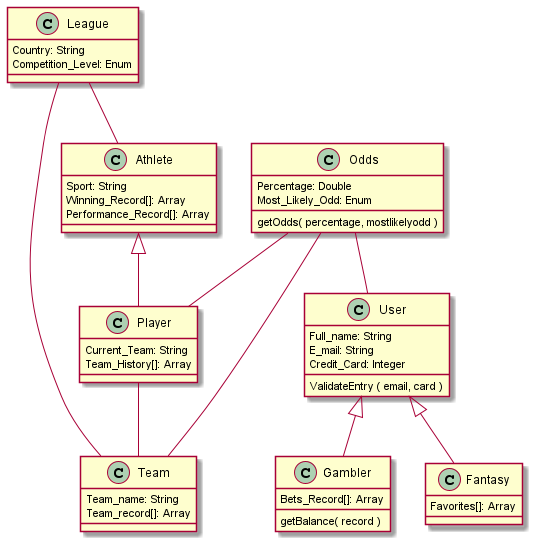 C League
Country: String
Competition_Level: Enum
C Athlete
Sport: String
Winning_Record[]: Array
Performance_Record[]: Array
C Odds
Percentage: Double
Most_Likely_Odd: Enum
getOdds( percentage, mostlikelyodd )
C Player
Current_Team: String
Team_History[]: Array
C User
Full_name: String
E_mail: String
Credit_Card: Integer
ValidateEntry ( email, card )
C Team
Team_name: String
Team_record[]: Array
C Gambler
Bets_Record[]: Array
getBalance( record )
C Fantasy
Favorites[]: Array